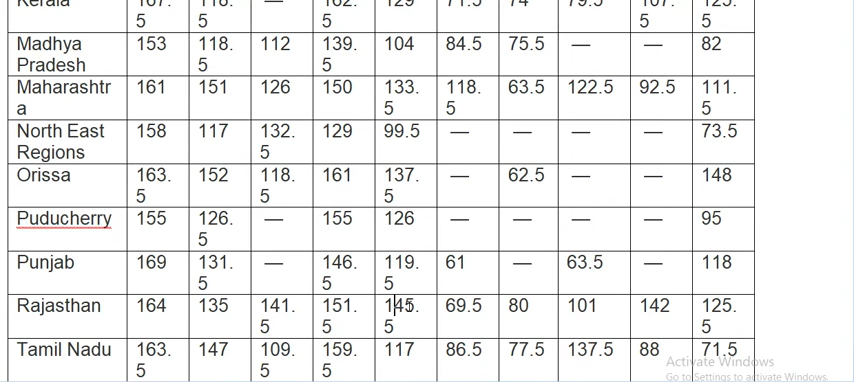 Kerala 167. 118. — 162. 129 71.5 74 79.5 107. 125.
5 5 5 5 5
Madhya 153 118. 112 139. 104 84.5 75.5 — — 82
Pradesh 5 5
Maharashtr 161 151 126 150 133. 118. 63.5 122.5 92.5 111.
a 5 5 5
North East 158 117 132. 129 99.5 — — — — 73.5
Regions 5
Orissa 163. 152 118. 161 137. — 62.5 — — 148
5 5 5
Puducherry 155 126. — 155 126 — — — — 95
5
Punjab 169 131. — 146. 119. 61 — 63.5 — 118
5 5 5
Rajasthan 164 135 141. 151. 145. 69.5 80 101 142 125.
5 5 5 5
Tamil Nadu 163. 147 109. 159. 117 86.5 77.5 137.5 88 71.5
5 5 5
Activate Windows
Go to Settings to activate Windows.